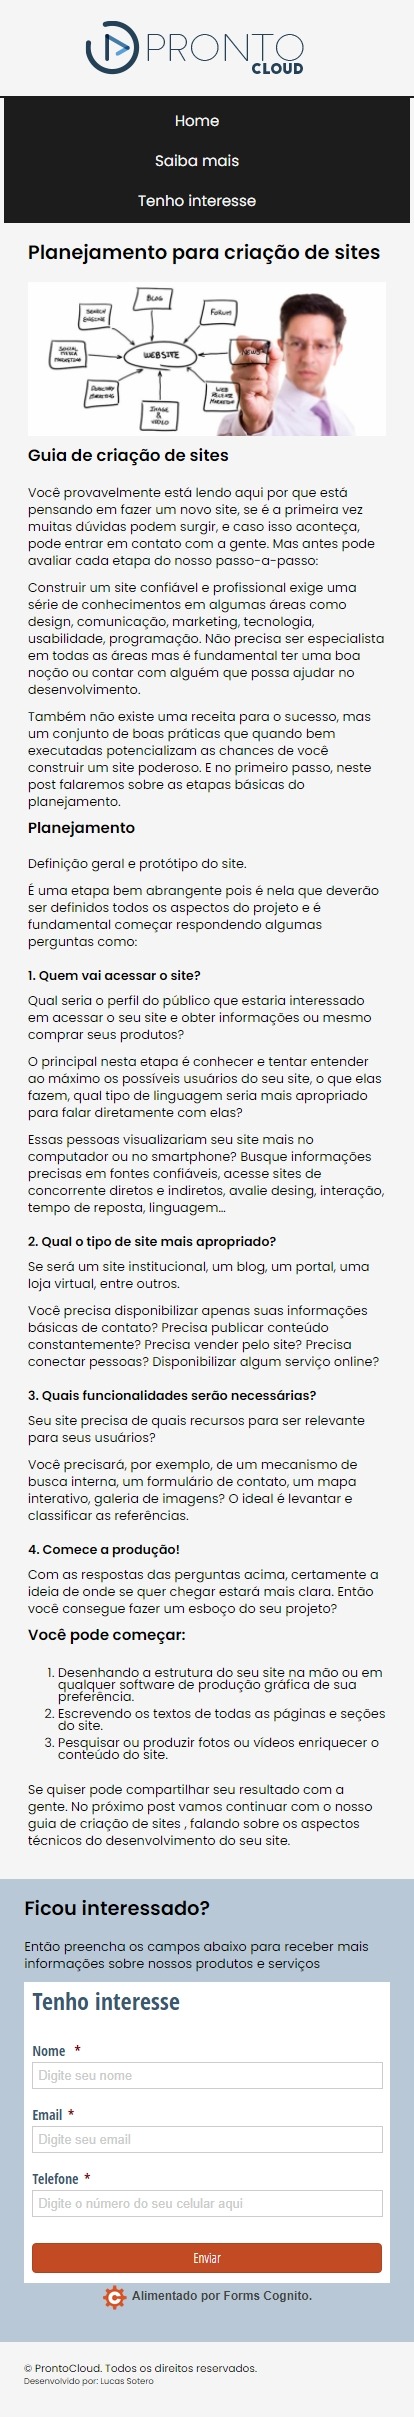 PRONTO
CLOUD
Home
Saiba mais
Tenho interesse
Planejamento para criação de sites
BLOG
SEARCH
ENGINE
FORUM
SOCIAL
MEDIA
MARKETING
WEBSITE
NEWS
DIRECTORY
MARKETING
WEB
RELEASE
MARKETING
IMAGE
&
VIDEO
Guia de criação de sites
Você provavelmente está lendo aqui por que está
pensando em fazer um novo site, se é a primeira vez
muitas dúvidas podem surgir, e caso isso aconteça,
pode entrar em contato com a gente. Mas antes pode
avaliar cada etapa do nosso passo-a-passo:
Construir um site confiável e profissional exige uma
série de conhecimentos em algumas áreas como
design, comunicação, marketing, tecnologia,
usabilidade, programação. Não precisa ser especialista
em todas as áreas mas é fundamental ter uma boa
noção ou contar com alguém que possa ajudar no
desenvolvimento.
Também não existe uma receita para o sucesso, mas
um conjunto de boas práticas que quando bem
executadas potencializam as chances de você
construir um site poderoso. E no primeiro passo, neste
post falaremos sobre as etapas básicas do
planejamento.
Planejamento
Definição geral e protótipo do site.
É uma etapa bem abrangente pois é nela que deverão
ser definidos todos os aspectos do projeto e é
fundamental começar respondendo algumas
perguntas como:
1. Quem vai acessar o site?
Qual seria o perfil do público que estaria interessado
em acessar o seu site e obter informações ou mesmo
comprar seus produtos?
O principal nesta etapa é conhecer e tentar entender
ao máximo os possíveis usuários do seu site, o que elas
fazem, qual tipo de linguagem seria mais apropriado
para falar diretamente com elas?
Essas pessoas visualizariam seu site mais no
computador ou no smartphone? Busque informações
precisas em fontes confiáveis, acesse sites de
concorrente diretos e indiretos, avalie desing, interação,
tempo de reposta, linguagem…
2. Qual o tipo de site mais apropriado?
Se será um site institucional, um blog, um portal, uma
loja virtual, entre outros.
Você precisa disponibilizar apenas suas informações
básicas de contato? Precisa publicar conteúdo
constantemente? Precisa vender pelo site? Precisa
conectar pessoas? Disponibilizar algum serviço online?
3. Quais funcionalidades serão necessárias?
Seu site precisa de quais recursos para ser relevante
para seus usuários?
Você precisará, por exemplo, de um mecanismo de
busca interna, um formulário de contato, um mapa
interativo, galeria de imagens? O ideal é levantar e
classificar as referências.
4. Comece a produção!
Com as respostas das perguntas acima, certamente a
ideia de onde se quer chegar estará mais clara. Então
você consegue fazer um esboço do seu projeto?
Você pode começar:
1. Desenhando a estrutura do seu site na mão ou em
qualquer software de produção gráfica de sua
preferência.
2. Escrevendo os textos de todas as páginas e seções
do site.
3. Pesquisar ou produzir fotos ou vídeos enriquecer o
conteúdo do site.
Se quiser pode compartilhar seu resultado com a
gente. No próximo post vamos continuar com o nosso
guia de criação de sites , falando sobre os aspectos
técnicos do desenvolvimento do seu site.
Ficou interessado?
Então preencha os campos abaixo para receber mais
informações sobre nossos produtos e serviços
Tenho interesse
Nome *
Digite seu nome
Email *
Digite seu email
Telefone *
Digite o número do seu celular aqui
Enviar
Alimentado por Forms Cognito.
© ProntoCloud. Todos os direitos reservados.
Desenvolvido por: Lucas Sotero